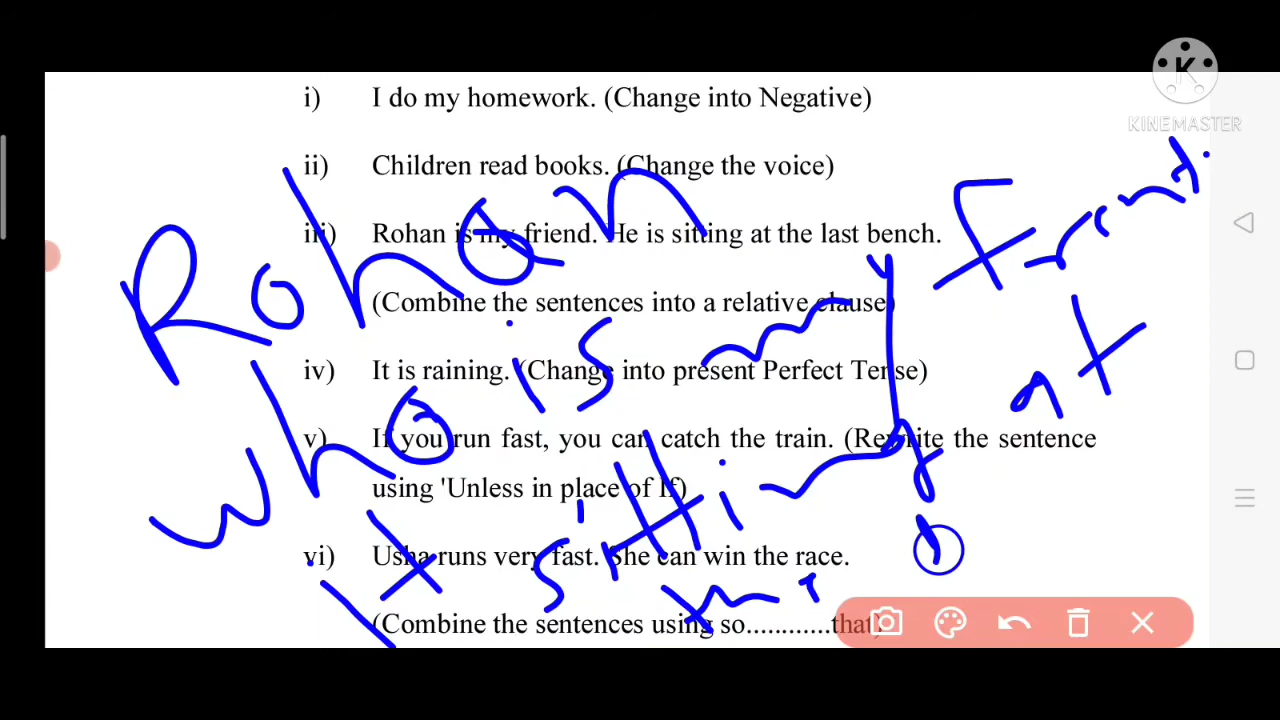 KINEMASTER
i) I do my homework. (Change into Negative)
ii) Children read books. (Change the voice)
iii) Rohan is my friend. He is sitting at the last bench.
(Combine the sentences into a relative clause)
iv) It is raining. (Change into present Perfect Tense)
v) If you run fast, you can catch the train. (Rewrite the sentence
using 'Unless in place of If)
vi) Usha runs very fast. She can win the race.
(Combine the sentences using so............that)
Rohan
who is my
sitting at